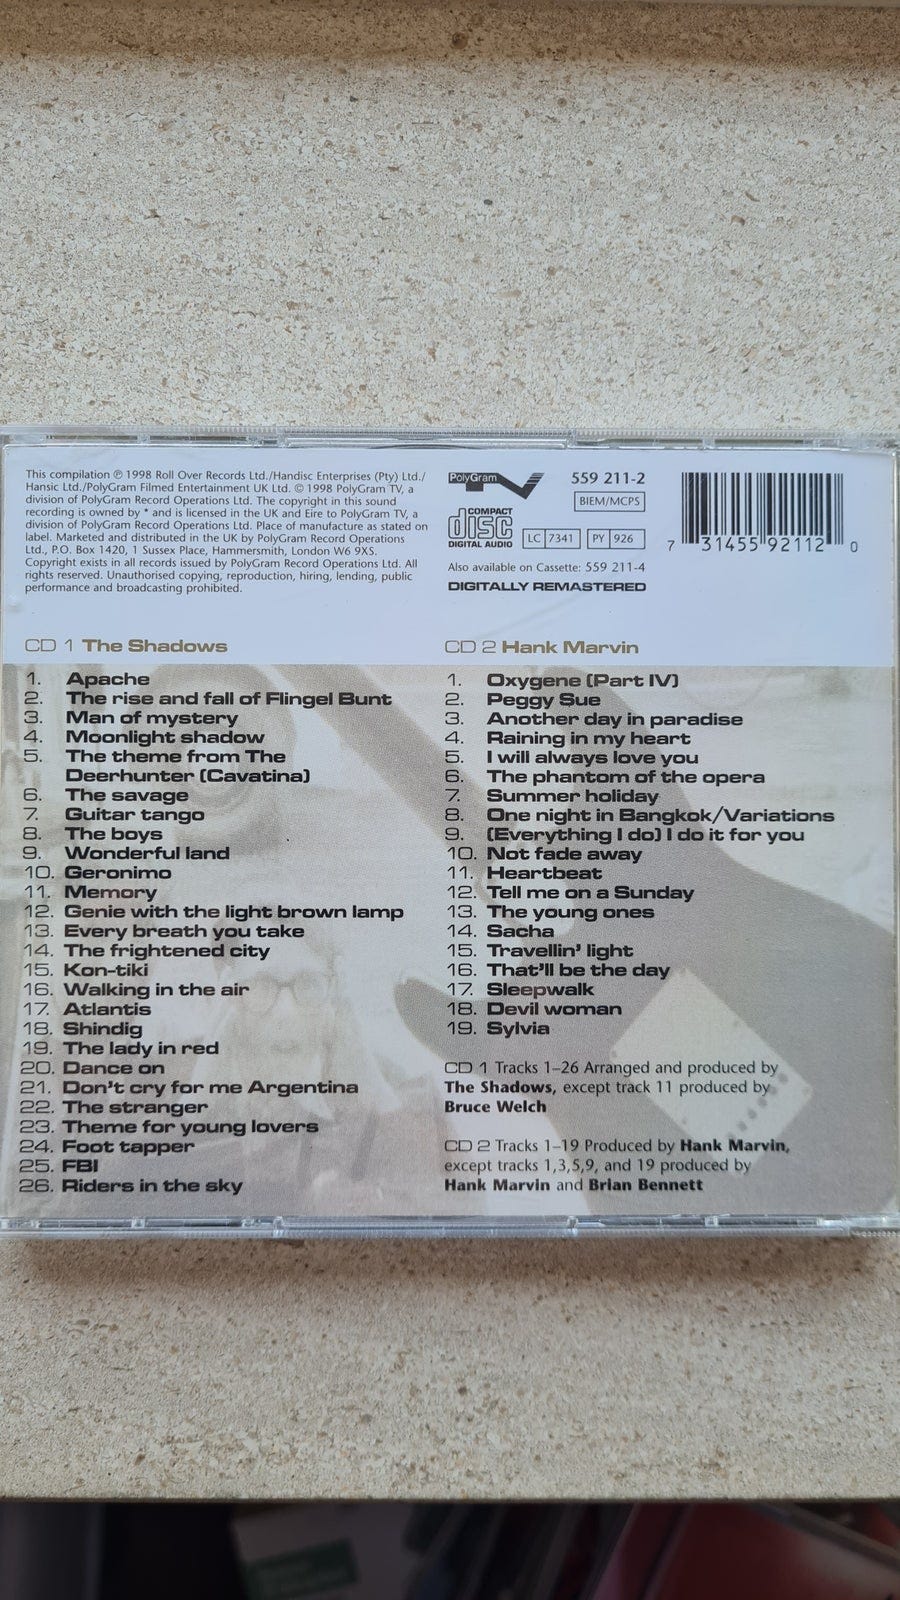 This compilation ℗ 1998 Roll Over Records Ltd./Handisc Enterprises (Pty) Ltd./
Hansic Ltd./PolyGram Filmed Entertainment UK Ltd. © 1998 PolyGram TV, a
division of PolyGram Record Operations Ltd. The copyright in this sound
recording is owned by * and is licensed in the UK and Eire to PolyGram TV, a
division of PolyGram Record Operations Ltd. Place of manufacture as stated on
label. Marketed and distributed in the UK by PolyGram Record Operations
Ltd., P.O. Box 1420, 1 Sussex Place, Hammersmith, London W6 9XS.
Copyright exists in all records issued by PolyGram Record Operations Ltd. All
rights reserved. Unauthorised copying, reproduction, hiring, lending, public
performance and broadcasting prohibited.
PolyGram TV
559 211-2
BIEM/MCPS
COMPACT
disc
DIGITAL AUDIO
LC 7341
PY 926
Also available on Cassette: 559 211-4
DIGITALLY REMASTERED
7 31455 92112 0
CD 1 The Shadows
1. Apache
2. The rise and fall of Flingel Bunt
3. Man of mystery
4. Moonlight shadow
5. The theme from The
Deerhunter (Cavatina)
6. The savage
7. Guitar tango
8. The boys
9. Wonderful land
10. Geronimo
11. Memory
12. Genie with the light brown lamp
13. Every breath you take
14. The frightened city
15. Kon-tiki
16. Walking in the air
17. Atlantis
18. Shindig
19. The lady in red
20. Dance on
21. Don't cry for me Argentina
22. The stranger
23. Theme for young lovers
24. Foot tapper
25. FBI
26. Riders in the sky
CD 2 Hank Marvin
1. Oxygene (Part IV)
2. Peggy Sue
3. Another day in paradise
4. Raining in my heart
5. I will always love you
6. The phantom of the opera
7. Summer holiday
8. One night in Bangkok/Variations
9. (Everything I do) I do it for you
10. Not fade away
11. Heartbeat
12. Tell me on a Sunday
13. The young ones
14. Sacha
15. Travellin' light
16. That'll be the day
17. Sleepwalk
18. Devil woman
19. Sylvia
CD 1 Tracks 1–26 Arranged and produced by
The Shadows, except track 11 produced by
Bruce Welch
CD 2 Tracks 1–19 Produced by Hank Marvin,
except tracks 1,3,5,9, and 19 produced by
Hank Marvin and Brian Bennett